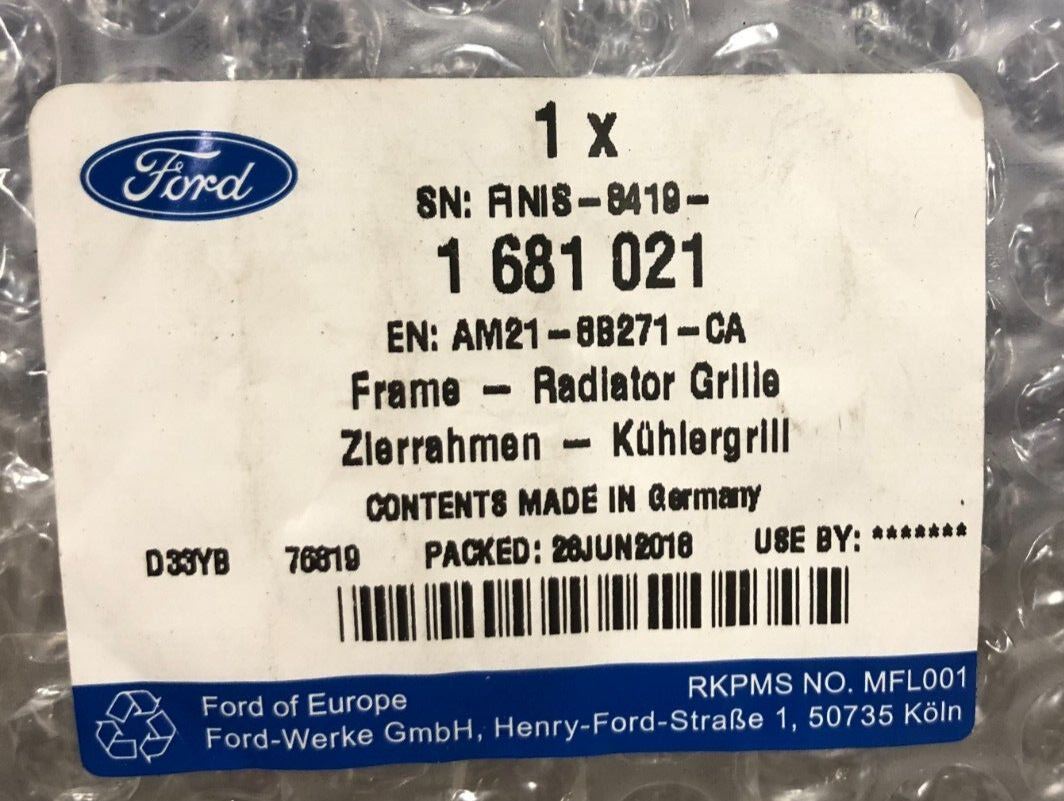 Ford
1 x
SN: ANIS-8419-
1 681 021
EN: AM21-8B271-CA
Frame - Radiator Grille
Zierrahmen - Kühlergrill
CONTENTS MADE IN Germany
D33YB 76819 PACKED: 26JUN2018 USE BY: *******
RKPMS NO. MFL001
Ford of Europe
Ford-Werke GmbH, Henry-Ford-Straße 1, 50735 Köln